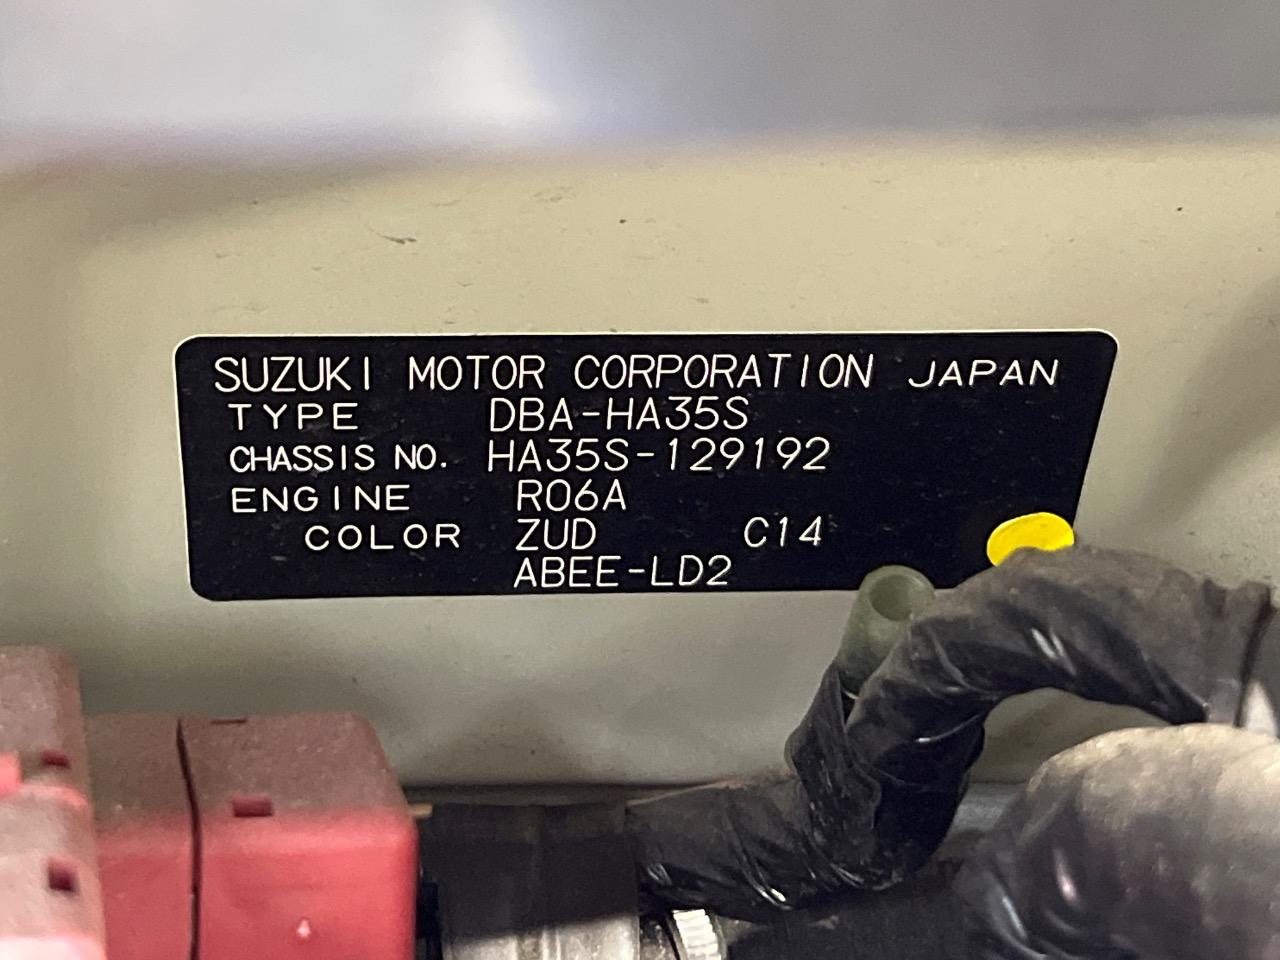 SUZUKI MOTOR CORPORATION JAPAN
TYPE DBA-HA35S
CHASSIS NO. HA35S-129192
ENGINE R06A
COLOR ZUD C14
ABEE-LD2